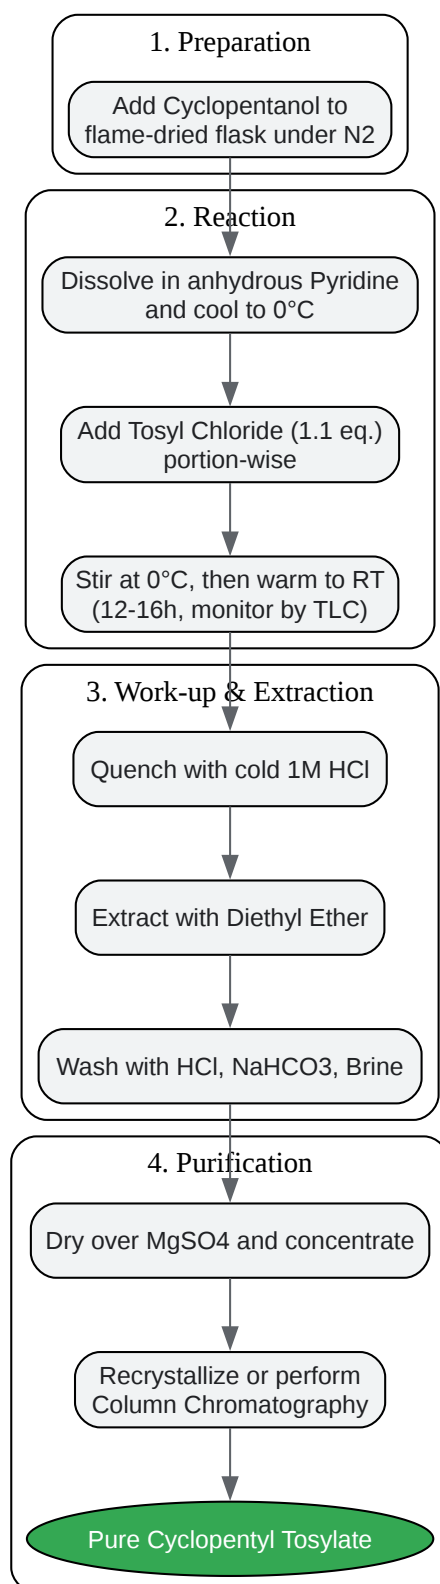 1. Preparation
Add Cyclopentanol to
flame-dried flask under N2
2. Reaction
Dissolve in anhydrous Pyridine
and cool to 0°C
Add Tosyl Chloride (1.1 eq.)
portion-wise
Stir at 0°C, then warm to RT
(12-16h, monitor by TLC)
3. Work-up & Extraction
Quench with cold 1M HCl
Extract with Diethyl Ether
Wash with HCl, NaHCO3, Brine
4. Purification
Dry over MgSO4 and concentrate
Recrystallize or perform
Column Chromatography
Pure Cyclopentyl Tosylate